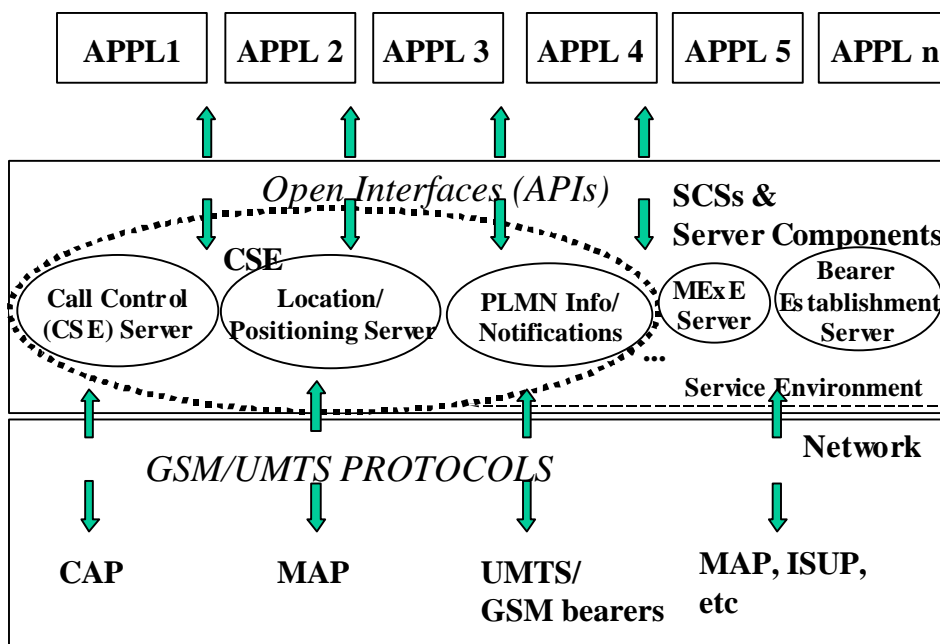 APPL1 APPL 2 APPL 3 APPL 4 APPL 5 APPL n
Open Interfaces (APIs)
SCSs &
Server Components
CSE
Call Control
(CSE) Server
Location/
Positioning Server
PLMN Info/
Notifications
MExE
Server
Bearer
Establishment
Server
...
Service Environment
Network
GSM/UMTS PROTOCOLS
CAP
MAP
UMTS/
GSM bearers
MAP, ISUP,
etc